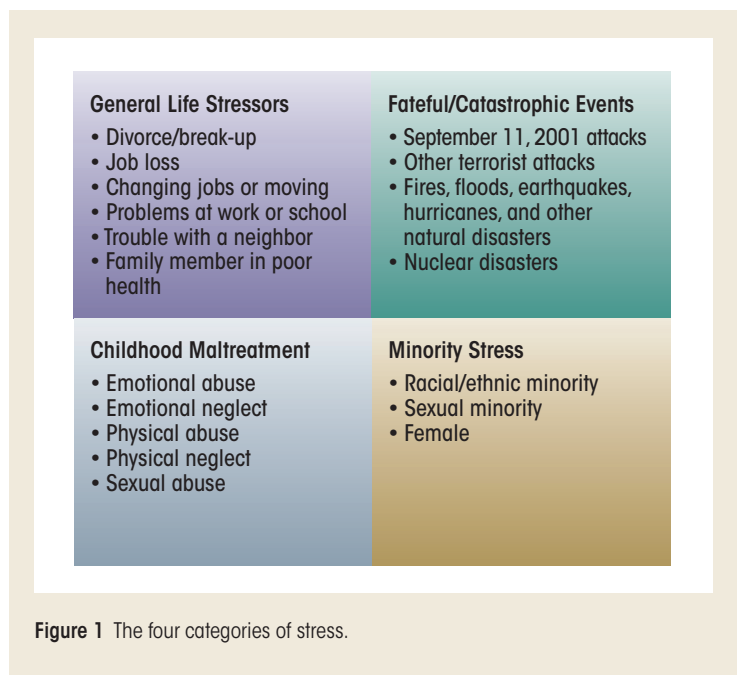 General Life Stressors
• Divorce/break-up
• Job loss
• Changing jobs or moving
• Problems at work or school
• Trouble with a neighbor
• Family member in poor
health
Fateful/Catastrophic Events
• September 11, 2001 attacks
• Other terrorist attacks
• Fires, floods, earthquakes,
hurricanes, and other
natural disasters
• Nuclear disasters
Childhood Maltreatment
• Emotional abuse
• Emotional neglect
• Physical abuse
• Physical neglect
• Sexual abuse
Minority Stress
• Racial/ethnic minority
• Sexual minority
• Female
Figure 1 The four categories of stress.